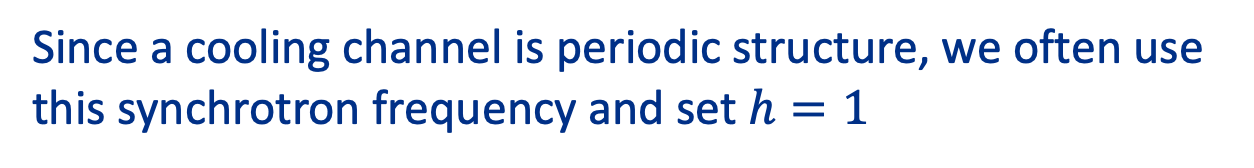 Since a cooling channel is periodic structure, we often use
this synchrotron frequency and set ℎ = 1